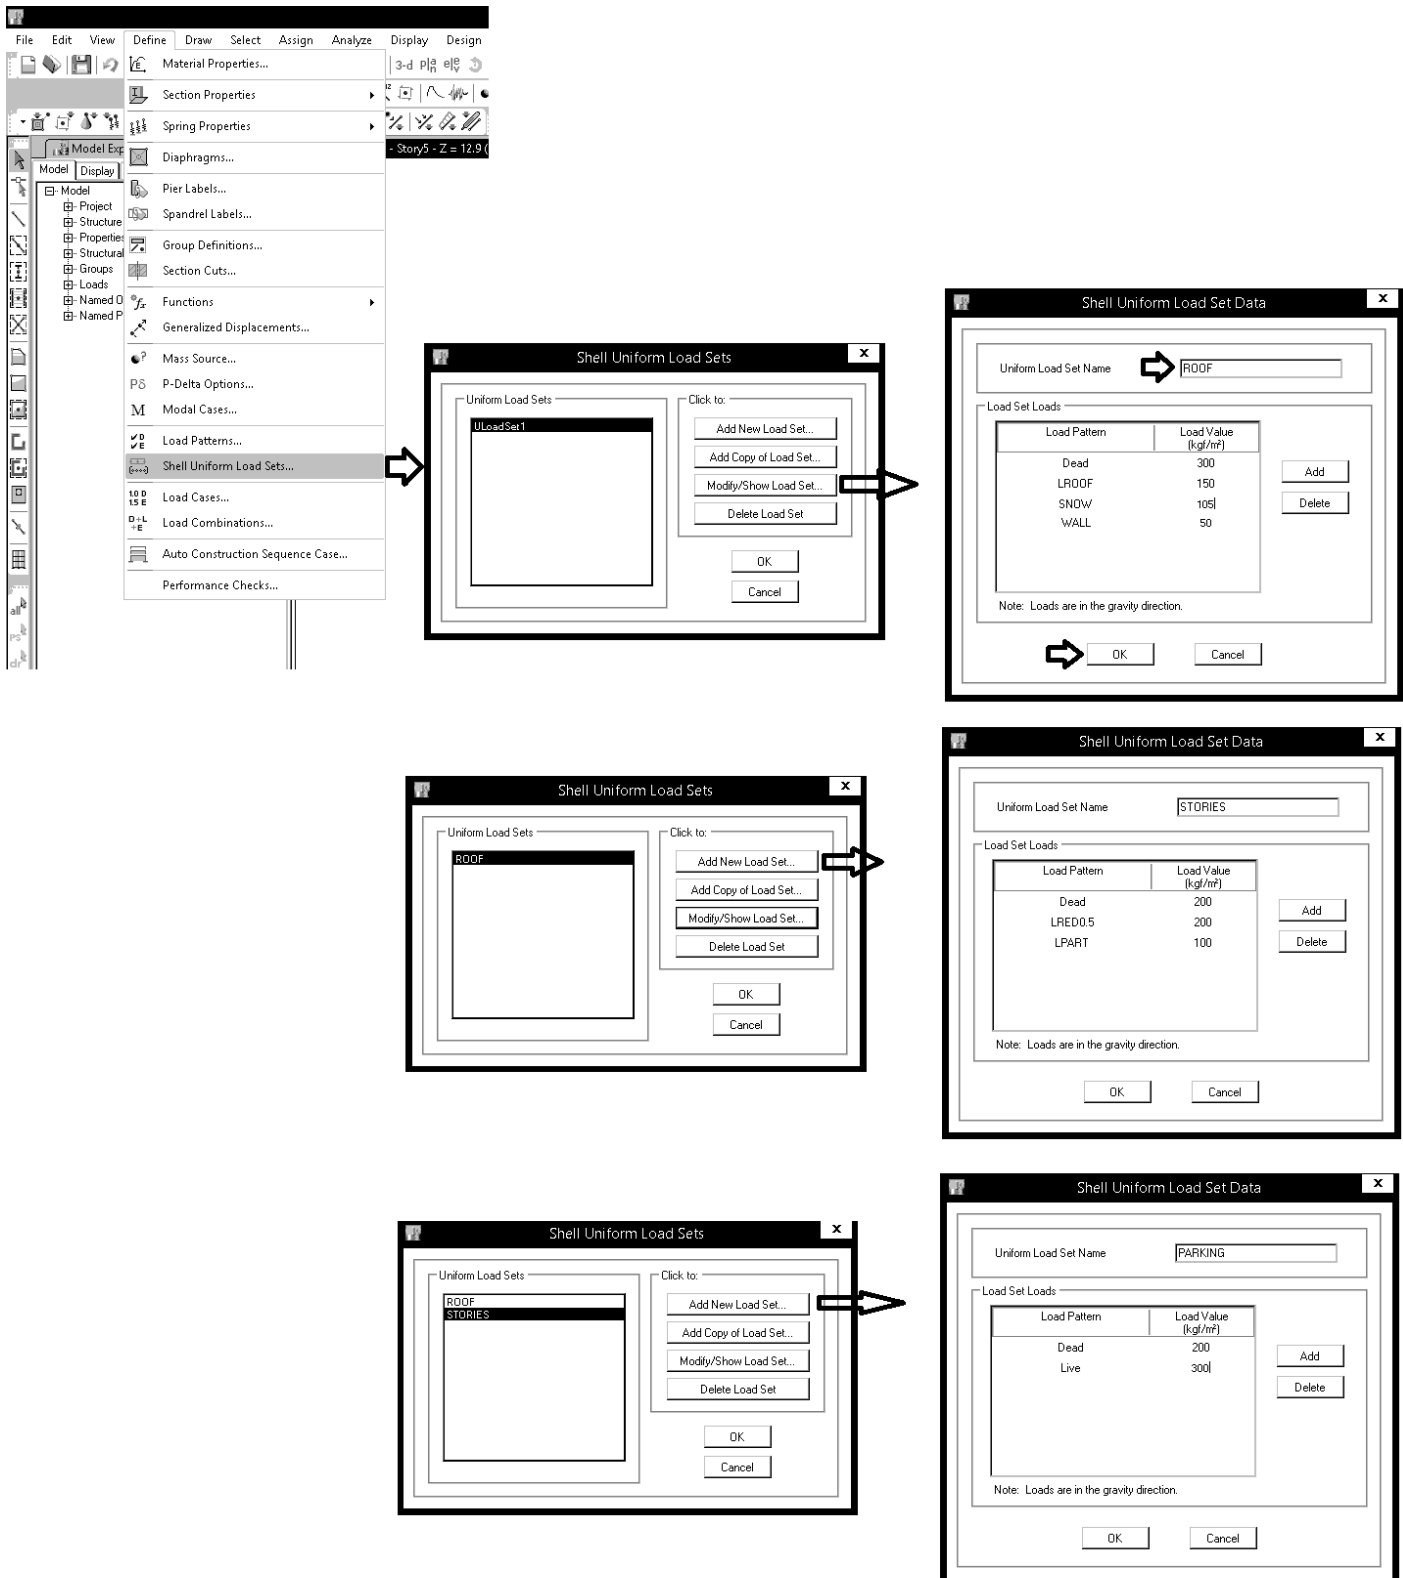 File Edit View Define Draw Select Assign Analyze Display Design
Material Properties...
3-d
Section Properties
Spring Properties
Model Exp
- Story5 - Z = 12.9 (
Diaphragms...
Model Display
Model
Project
Structure
Properties
Structural
Groups
Loads
Named O
Named P
Pier Labels...
Spandrel Labels...
Group Definitions...
Section Cuts...
Functions
Generalized Displacements...
Mass Source...
Pδ P-Delta Options...
M Modal Cases...
Load Patterns...
Shell Uniform Load Sets...
Load Cases...
Load Combinations...
Auto Construction Sequence Case...
Performance Checks...
all
ps
dr
Shell Uniform Load Sets x
Uniform Load Sets
ULoadSet1
Click to:
Add New Load Set...
Add Copy of Load Set...
Modify/Show Load Set...
Delete Load Set
OK
Cancel
Shell Uniform Load Set Data x
Uniform Load Set Name ROOF
Load Set Loads
Load Pattern Load Value
(kgf/m²)
Dead 300
LROOF 150
SNOW 105
WALL 50
Add
Delete
Note: Loads are in the gravity direction.
OK Cancel
Shell Uniform Load Sets x
Uniform Load Sets
ROOF
Click to:
Add New Load Set...
Add Copy of Load Set...
Modify/Show Load Set...
Delete Load Set
OK
Cancel
Shell Uniform Load Set Data x
Uniform Load Set Name STORIES
Load Set Loads
Load Pattern Load Value
(kgf/m²)
Dead 200
LRED0.5 200
LPART 100
Add
Delete
Note: Loads are in the gravity direction.
OK Cancel
Shell Uniform Load Sets x
Uniform Load Sets
ROOF
STORIES
Click to:
Add New Load Set...
Add Copy of Load Set...
Modify/Show Load Set...
Delete Load Set
OK
Cancel
Shell Uniform Load Set Data x
Uniform Load Set Name PARKING
Load Set Loads
Load Pattern Load Value
(kgf/m²)
Dead 200
Live 300
Add
Delete
Note: Loads are in the gravity direction.
OK Cancel